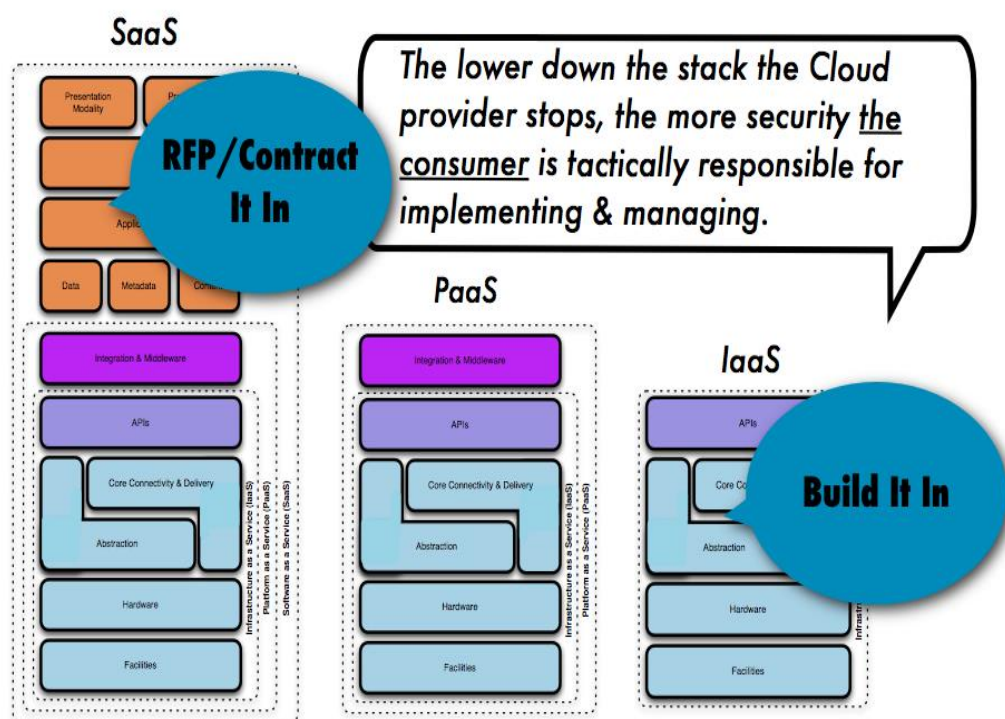 SaaS
The lower down the stack the Cloud
provider stops, the more security the
consumer is tactically responsible for
implementing & managing.
Presentation
Modality
RFP/Contract
It In
Data
Metadata
Integration & Middleware
APIs
Core Connectivity & Delivery
Abstraction
Hardware
Facilities
Infrastructure as a Service (IaaS)
Platform as a Service (PaaS)
Software as a Service (SaaS)
PaaS
Integration & Middleware
APIs
Core Connectivity & Delivery
Abstraction
Hardware
Facilities
Infrastructure as a Service (IaaS)
Platform as a Service (PaaS)
IaaS
APIs
Build It In
Core
Abstraction
Hardware
Facilities